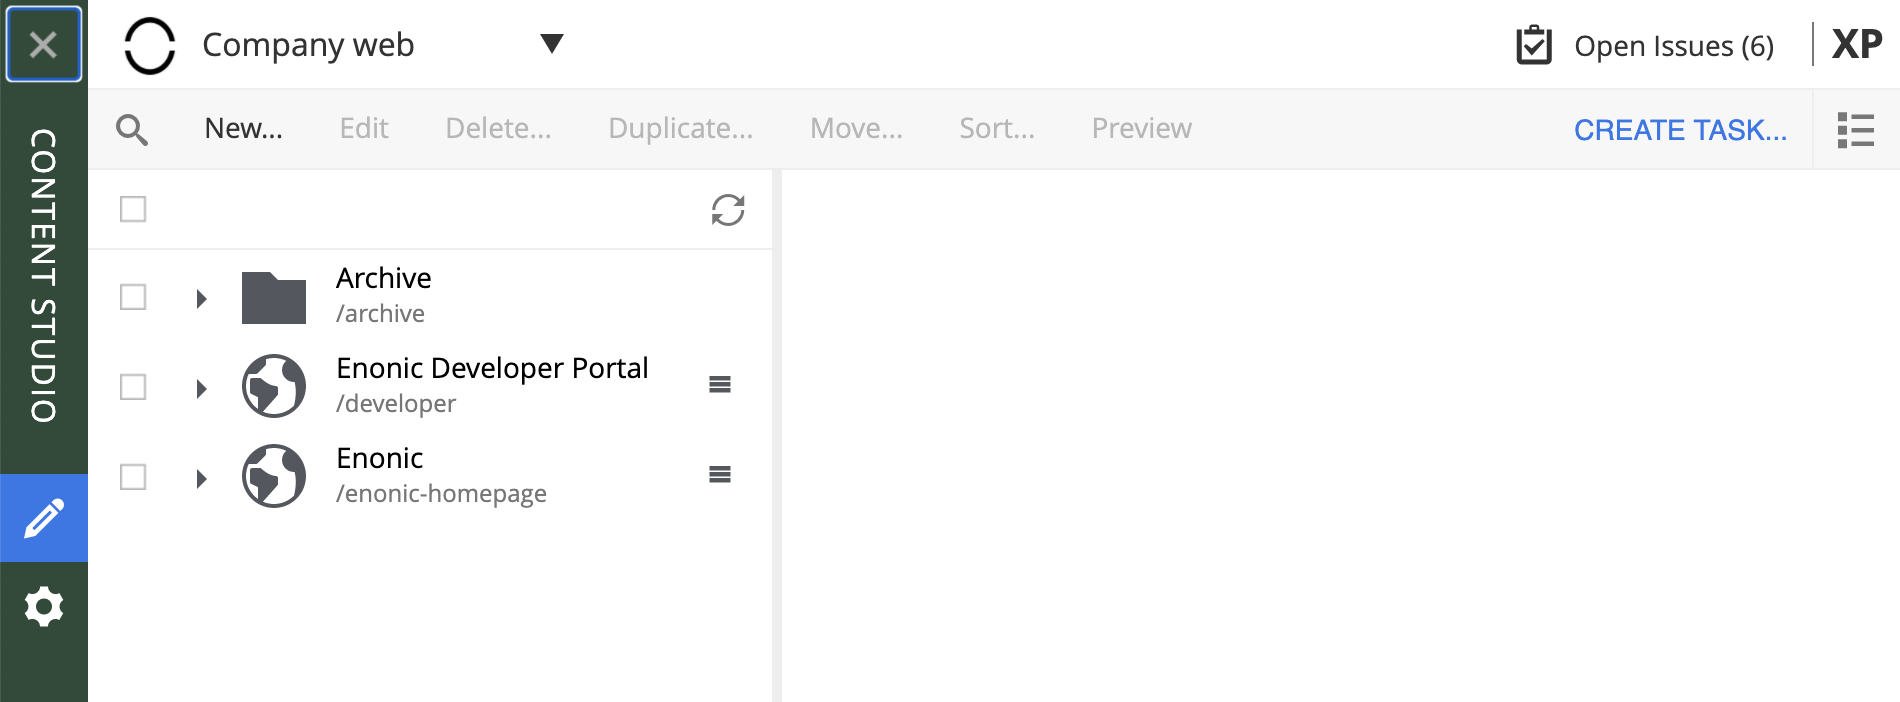 Company web
Open Issues (6)
XP
New...
Edit
Delete...
Duplicate...
Move...
Sort...
Preview
CREATE TASK...
CONTENT STUDIO
Archive
/archive
Enonic Developer Portal
/developer
Enonic
/enonic-homepage